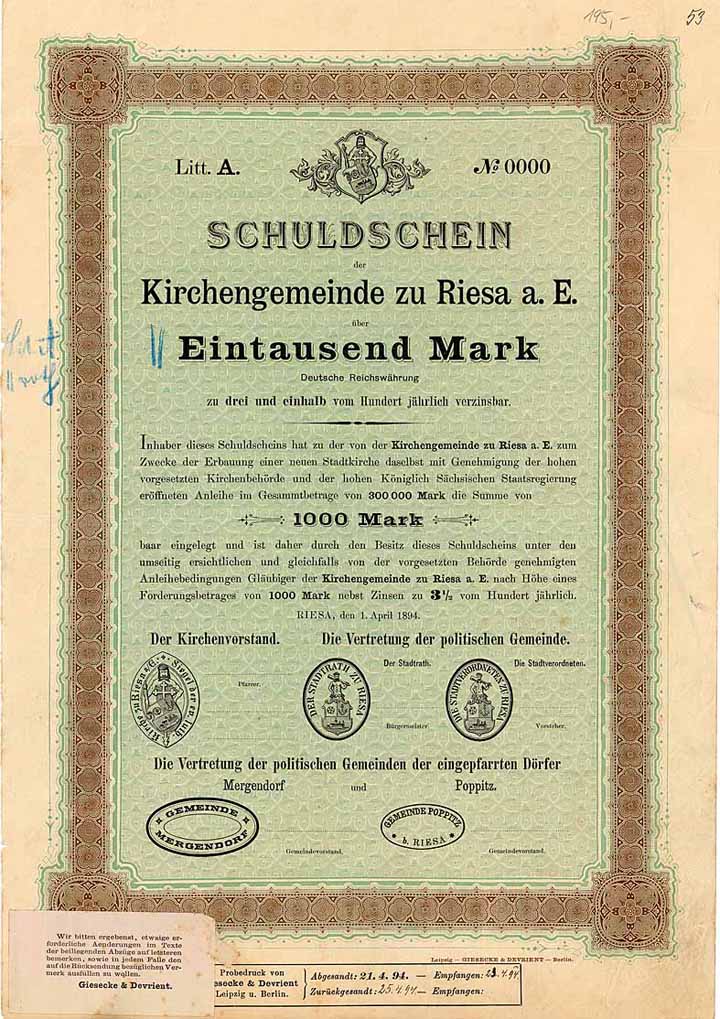 195,-
53
Litt. A.
№ 0000
SCHULDSCHEIN
der
Kirchengemeinde zu Riesa a. E.
über
Eintausend Mark
Deutsche Reichswährung
zu drei und einhalb vom Hundert jährlich verzinsbar.
Inhaber dieses Schuldscheins hat zu der von der Kirchengemeinde zu Riesa a. E. zum
Zwecke der Erbauung einer neuen Stadtkirche daselbst mit Genehmigung der hohen
vorgesetzten Kirchenbehörde und der hohen Königlich Sächsischen Staatsregierung
eröffneten Anleihe im Gesammtbetrage von 300 000 Mark die Summe von
1000 Mark
baar eingelegt und ist daher durch den Besitz dieses Schuldscheins unter den
umseitig ersichtlichen und gleichfalls von der vorgesetzten Behörde genehmigten
Anleihebedingungen Gläubiger der Kirchengemeinde zu Riesa a. E. nach Höhe eines
Forderungsbetrages von 1000 Mark nebst Zinsen zu 3½ vom Hundert jährlich.
RIESA, den 1. April 1894.
Der Kirchenvorstand.
Die Vertretung der politischen Gemeinde.
Der Stadtrath.
Die Stadtverordneten.
Siegel der ev. luth. Kirche zu Riesa a/E.
Pfarrer.
DER STADTRATH ZU RIESA
Bürgermeister.
DIE STADTVERORDNETEN ZU RIESA
Vorsteher.
Die Vertretung der politischen Gemeinden der eingepfarrten Dörfer
Mergendorf und Poppitz.
GEMEINDE
MERGENDORF
Gemeindevorstand.
GEMEINDE POPPITZ
b. RIESA
Gemeindevorstand.
Leipzig — GIESECKE & DEVRIENT — Berlin.
Wir bitten ergebenst, etwaige er-
forderliche Aenderungen im Texte
der beiliegenden Abzüge auf letzteren
bemerken, sowie in jedem Falle den
auf die Rücksendung bezüglichen Ver-
merk ausfüllen zu wollen.
Giesecke & Devrient.
Probedruck von
esecke & Devrient
Leipzig u. Berlin.
Abgesandt: 21. 4. 94. — Empfangen: 23. 4. 94
Zurückgesandt: 25. 4. 94. — Empfangen: